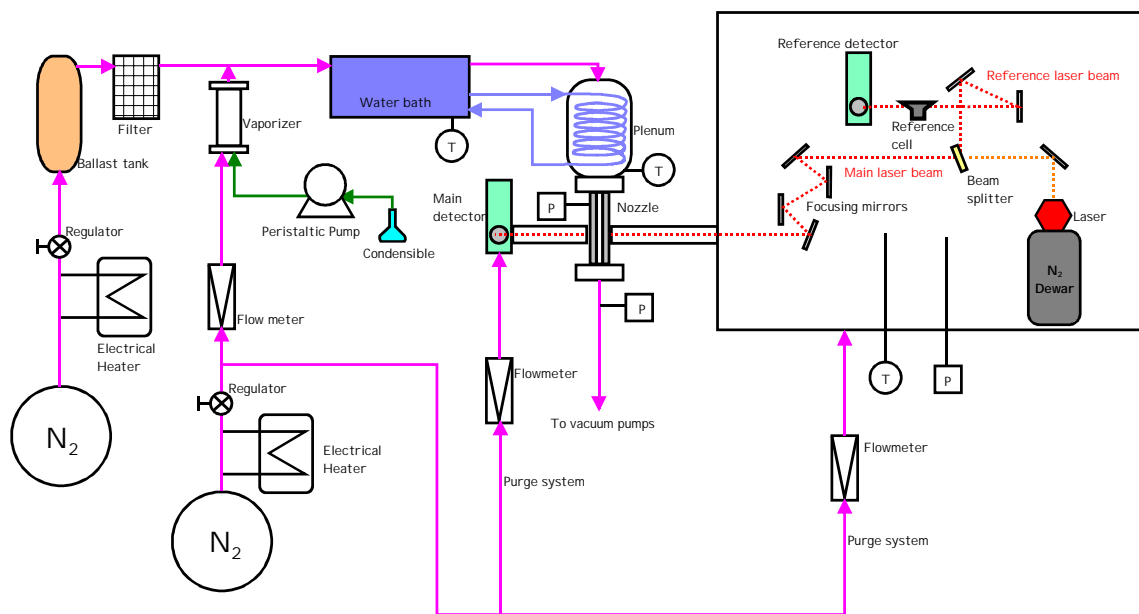 Reference detector
Reference laser beam
Filter
Water bath
Vaporizer
T
Plenum
Reference
cell
Ballast tank
T
Main laser beam
Beam
splitter
Main
detector
P
Nozzle
Focusing mirrors
Laser
Regulator
Peristaltic Pump
Condensible
N₂
Dewar
P
Flow meter
Electrical
Heater
Flowmeter
T
P
Regulator
To vacuum pumps
N₂
Electrical
Heater
Flowmeter
Purge system
N₂
Purge system